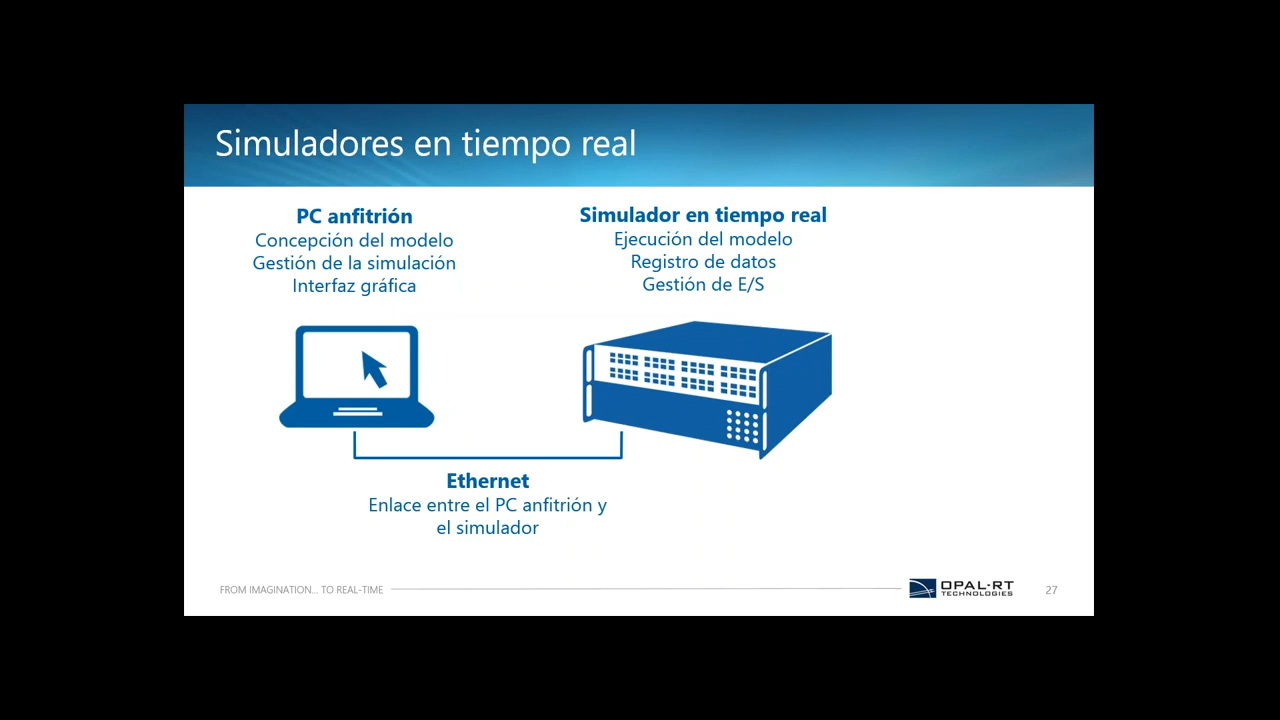 Simuladores en tiempo real
PC anfitrión
Concepción del modelo
Gestión de la simulación
Interfaz gráfica
Simulador en tiempo real
Ejecución del modelo
Registro de datos
Gestión de E/S
Ethernet
Enlace entre el PC anfitrión y
el simulador
FROM IMAGINATION... TO REAL-TIME
OPAL-RT
TECHNOLOGIES
27